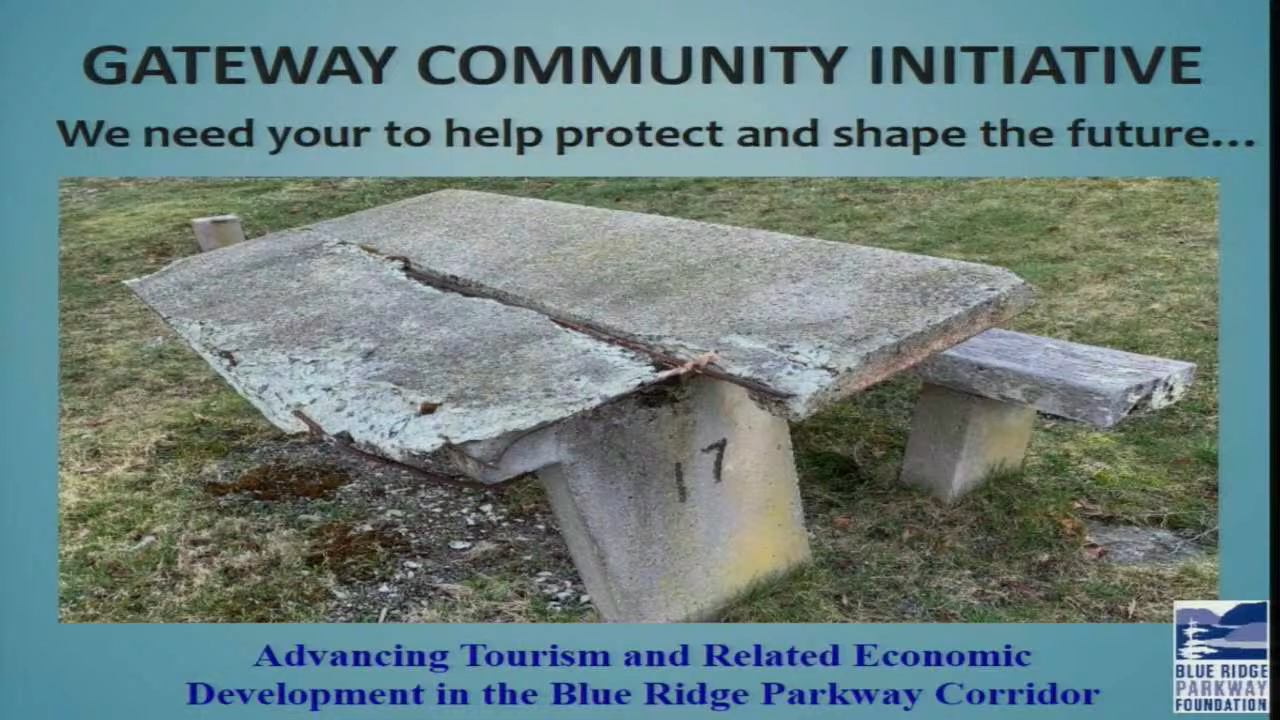 GATEWAY COMMUNITY INITIATIVE
We need your to help protect and shape the future...
17
Advancing Tourism and Related Economic
Development in the Blue Ridge Parkway Corridor
BLUE RIDGE
PARKWAY
FOUNDATION